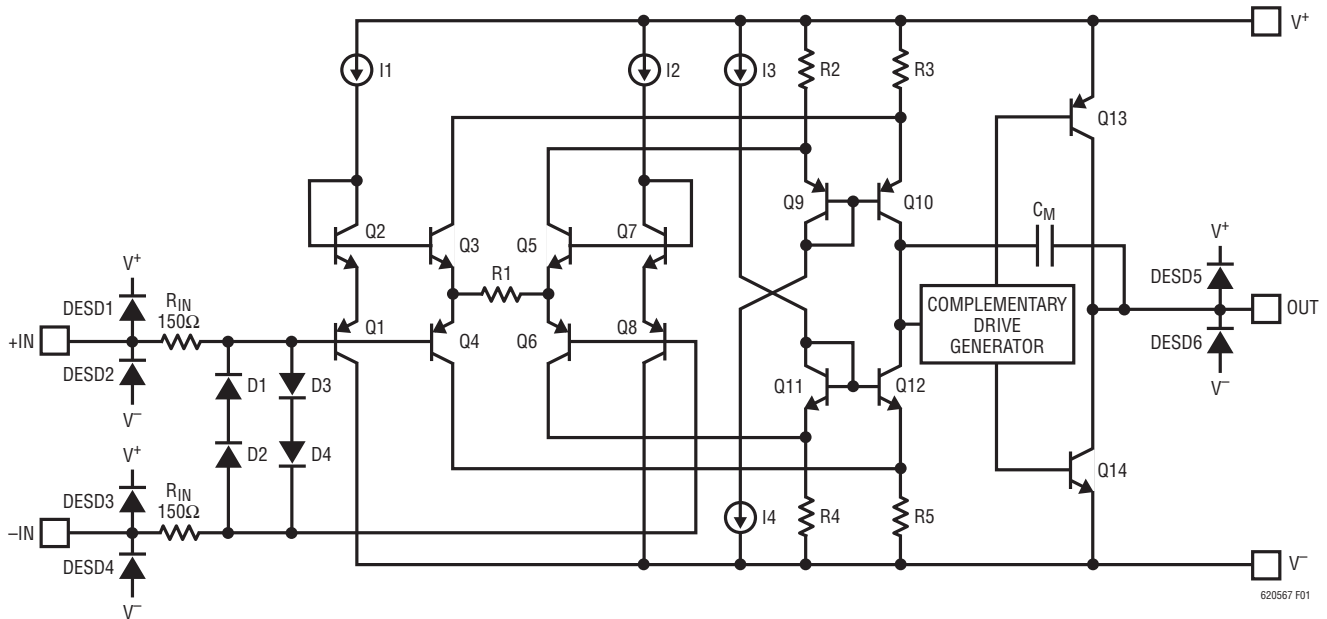 V+
I1
I2
I3
R2
R3
Q13
Q9
Q10
CM
Q2
Q3
Q5
Q7
V+
V+
DESD1
RIN
150Ω
R1
DESD5
+IN
Q1
Q4
Q6
Q8
COMPLEMENTARY
DRIVE
GENERATOR
OUT
DESD2
DESD6
V–
D1
D3
Q11
Q12
V–
V+
D2
D4
Q14
DESD3
RIN
150Ω
–IN
I4
R4
R5
DESD4
V–
V–
620567 F01